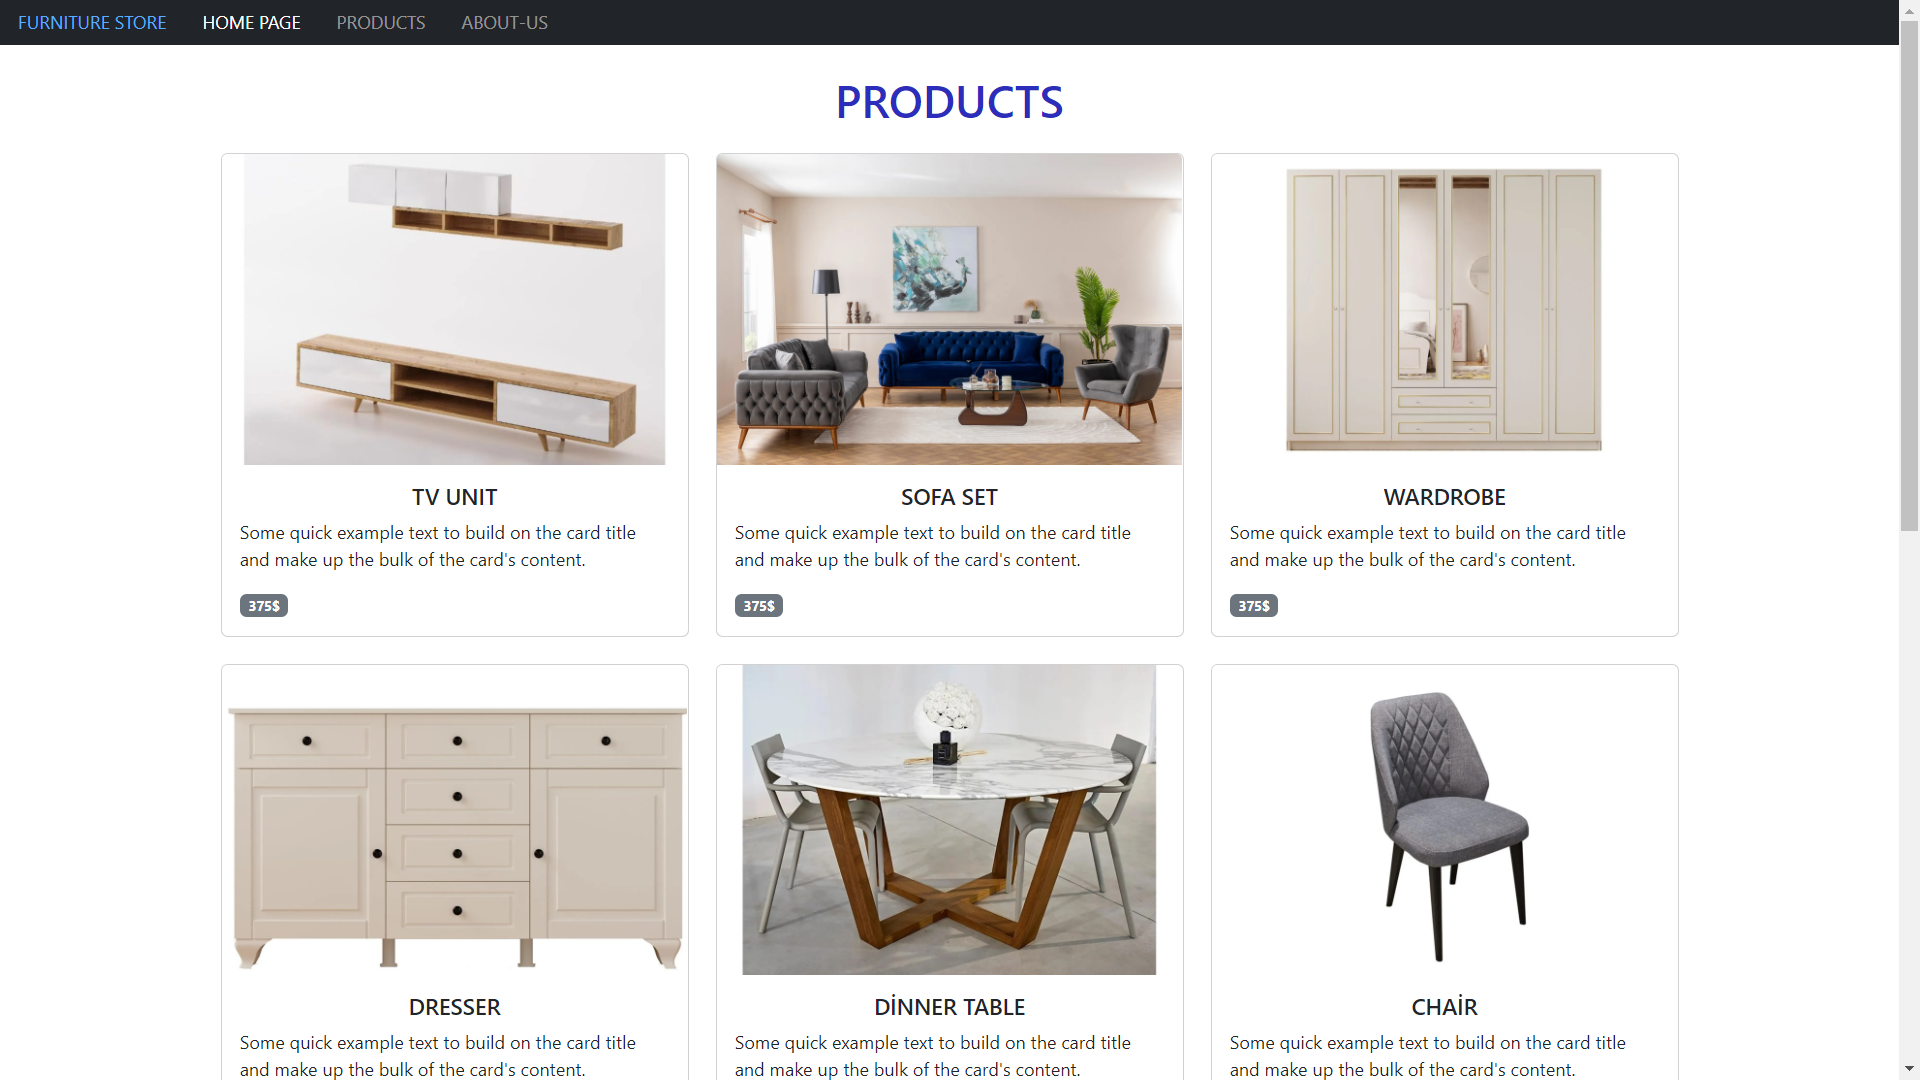 FURNITURE STORE HOME PAGE PRODUCTS ABOUT-US
PRODUCTS
TV UNIT
Some quick example text to build on the card title
and make up the bulk of the card's content.
375$
SOFA SET
Some quick example text to build on the card title
and make up the bulk of the card's content.
375$
WARDROBE
Some quick example text to build on the card title
and make up the bulk of the card's content.
375$
DRESSER
Some quick example text to build on the card title
and make up the bulk of the card's content.
DİNNER TABLE
Some quick example text to build on the card title
and make up the bulk of the card's content.
CHAİR
Some quick example text to build on the card title
and make up the bulk of the card's content.